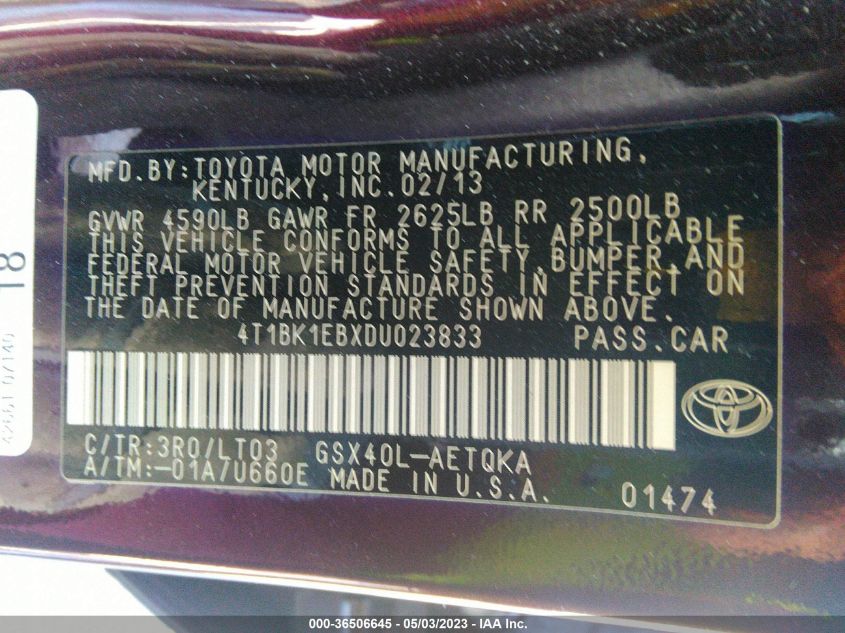 MFD.BY:TOYOTA MOTOR MANUFACTURING,
KENTUCKY,INC.02/13
GVWR 4590LB GAWR FR 2625LB RR 2500LB
THIS VEHICLE CONFORMS TO ALL APPLICABLE
FEDERAL MOTOR VEHICLE SAFETY,BUMPER,AND
THEFT PREVENTION STANDARDS IN EFFECT ON
THE DATE OF MANUFACTURE SHOWN ABOVE.
4T1BK1EBXDU023833 PASS.CAR
C/TR:3R0/LT03 GSX40L-AETQKA
A/TM:-01A/U660E MADE IN U.S.A. 01474
18
000-36506645 - 05/03/2023 - IAA Inc.